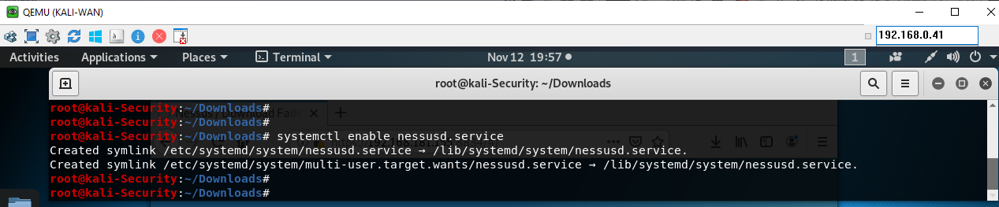 QEMU (KALI-WAN)
192.168.0.41
Activities Applications Places Terminal Nov 12 19:57 1
root@kali-Security: ~/Downloads
root@kali-Security:~/Downloads#
root@kali-Security:~/Downloads#
root@kali-Security:~/Downloads# systemctl enable nessusd.service
Created symlink /etc/systemd/system/nessusd.service → /lib/systemd/system/nessusd.service.
Created symlink /etc/systemd/system/multi-user.target.wants/nessusd.service → /lib/systemd/system/nessusd.service.
root@kali-Security:~/Downloads#
root@kali-Security:~/Downloads#